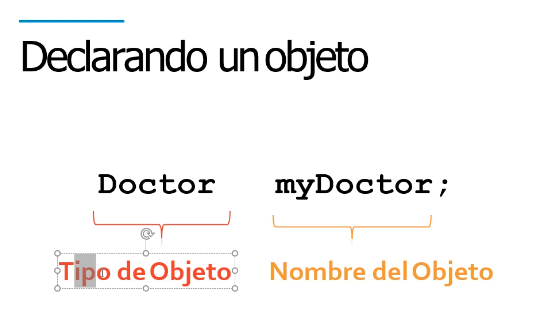 Declarando un objeto
Doctor myDoctor;
Tipo de Objeto Nombre del Objeto